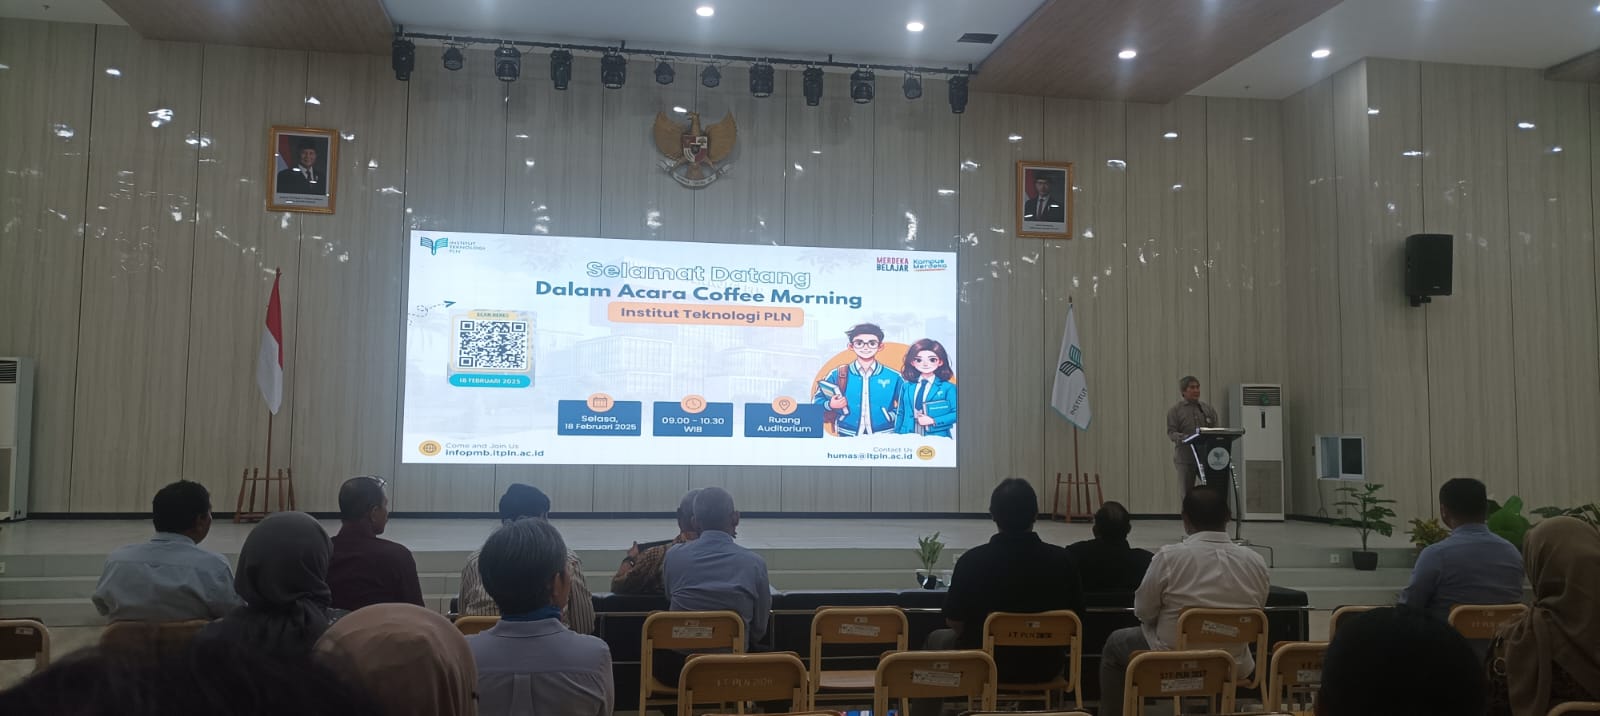 INSTITUT
TEKNOLOGI
PLN
MERDEKA
BELAJAR
Kampus
Merdeka
Selamat Datang
Dalam Acara Coffee Morning
Institut Teknologi PLN
18 FEBRUARI 2025
Selasa,
18 Februari 2025
09.00 - 10.30
WIB
Ruang
Auditorium
Come and Join Us
infopmb.itpln.ac.id
Contact Us
humas@itpln.ac.id
INSTIT